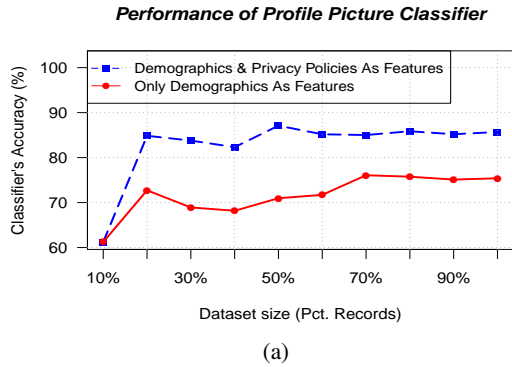 Performance of Profile Picture Classifier
Demographics & Privacy Policies As Features
Only Demographics As Features
Classifier's Accuracy (%)
100
90
80
70
60
10% 30% 50% 70% 90%
Dataset size (Pct. Records)
(a)